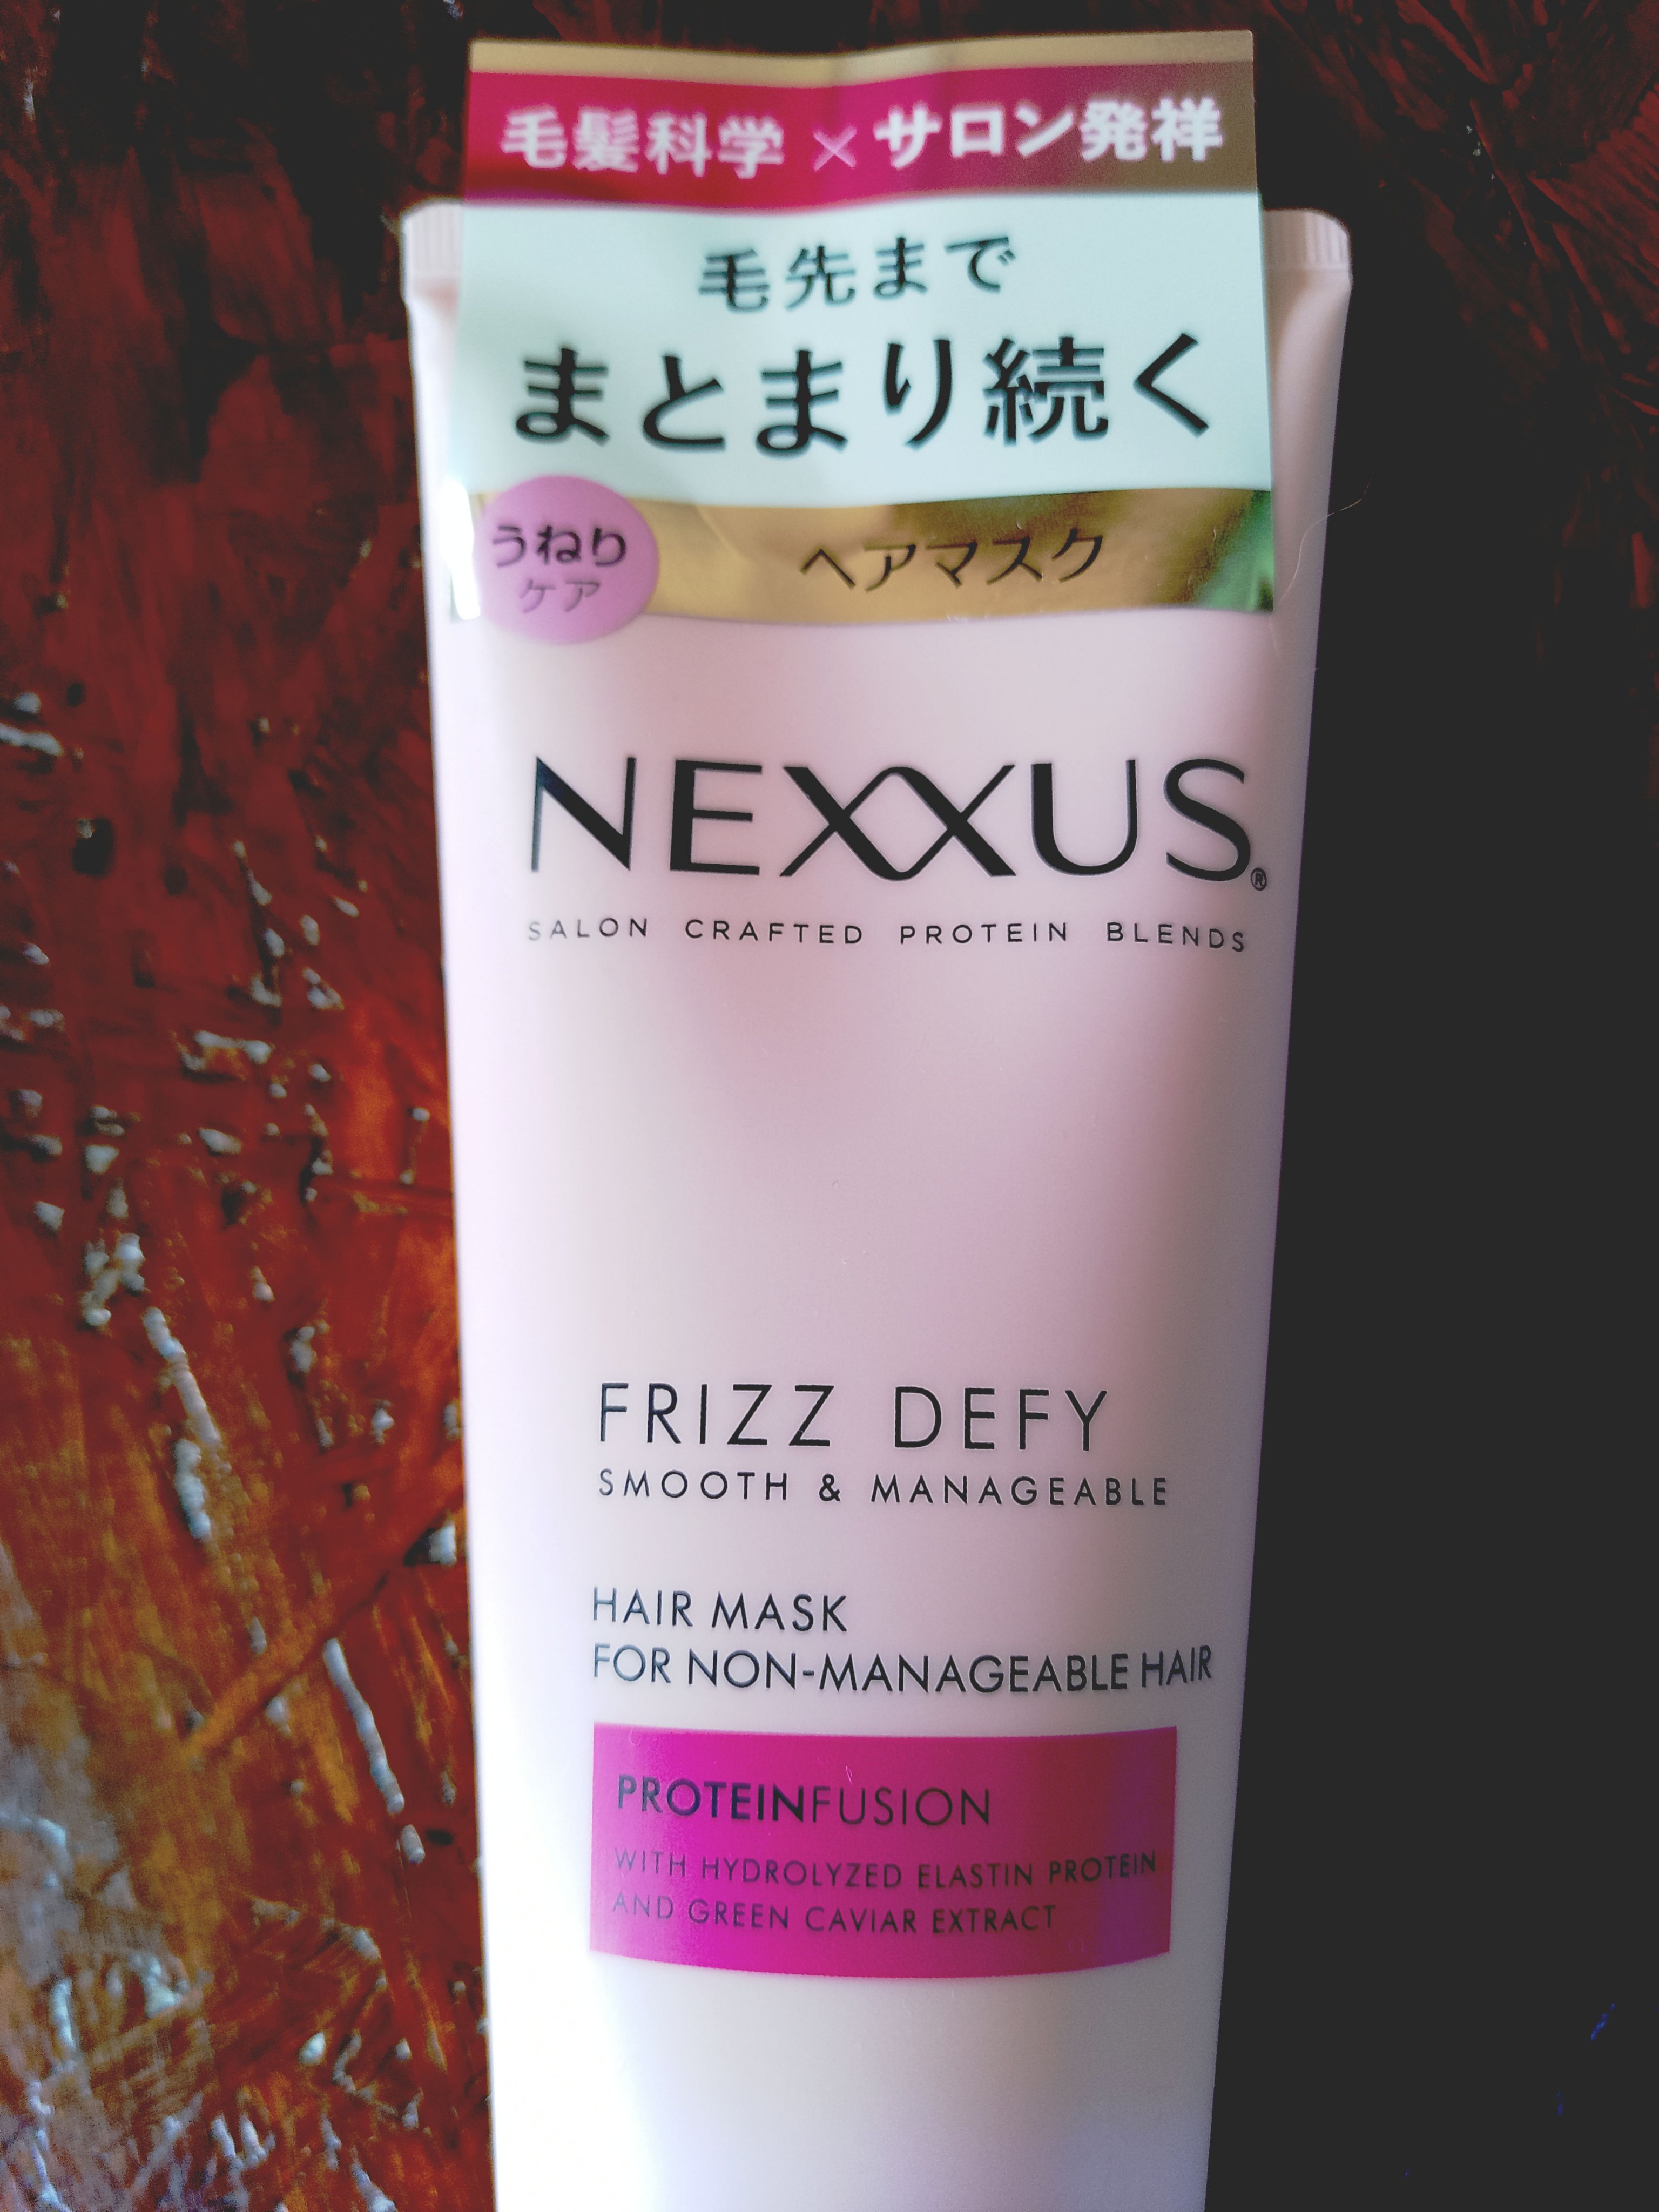 毛髪科学×サロン発祥
毛先まで
まとまり続く
うねり
ケア
ヘアマスク
NEXXUS®
SALON CRAFTED PROTEIN BLENDS
FRIZZ DEFY
SMOOTH & MANAGEABLE
HAIR MASK
FOR NON-MANAGEABLE HAIR
PROTEINFUSION
WITH HYDROLYZED ELASTIN PROTEIN
AND GREEN CAVIAR EXTRACT